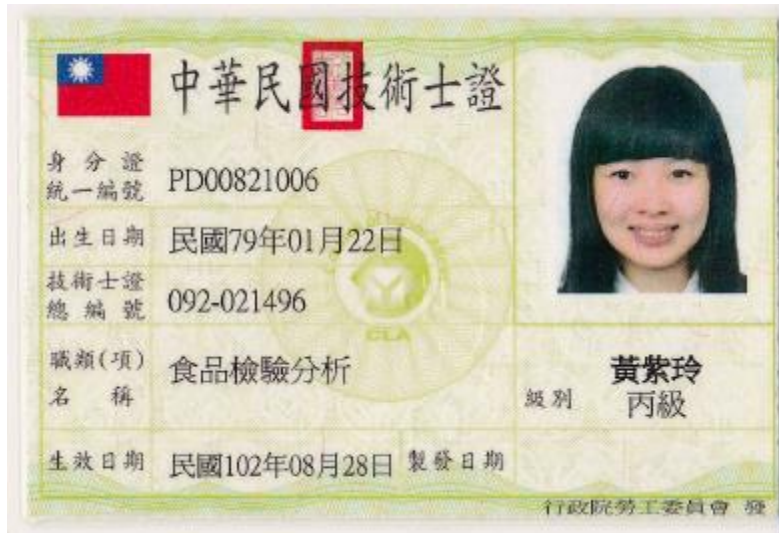 中華民國技術士證
身分證
統一編號 PD00821006
出生日期 民國79年01月22日
技術士證
總編號 092-021496
職類(項)
名稱 食品檢驗分析
黃紫玲
級別 丙級
生效日期 民國102年08月28日 製發日期
行政院勞工委員會 發
CLA